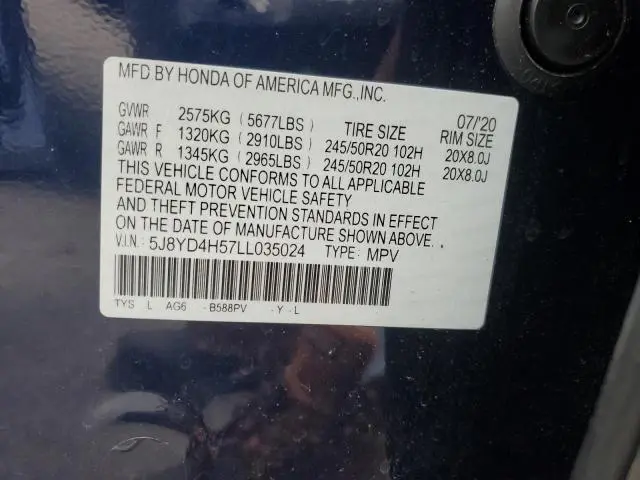 MFD BY HONDA OF AMERICA MFG.,INC.
07/'20
GVWR 2575KG (5677LBS) TIRE SIZE RIM SIZE
GAWR F 1320KG (2910LBS) 245/50R20 102H 20X8.0J
GAWR R 1345KG (2965LBS) 245/50R20 102H 20X8.0J
THIS VEHICLE CONFORMS TO ALL APPLICABLE
FEDERAL MOTOR VEHICLE SAFETY
AND THEFT PREVENTION STANDARDS IN EFFECT
ON THE DATE OF MANUFACTURE SHOWN ABOVE.
V.I.N: 5J8YD4H57LL035024 TYPE: MPV
TYS L AG6 - B588PV - Y - L